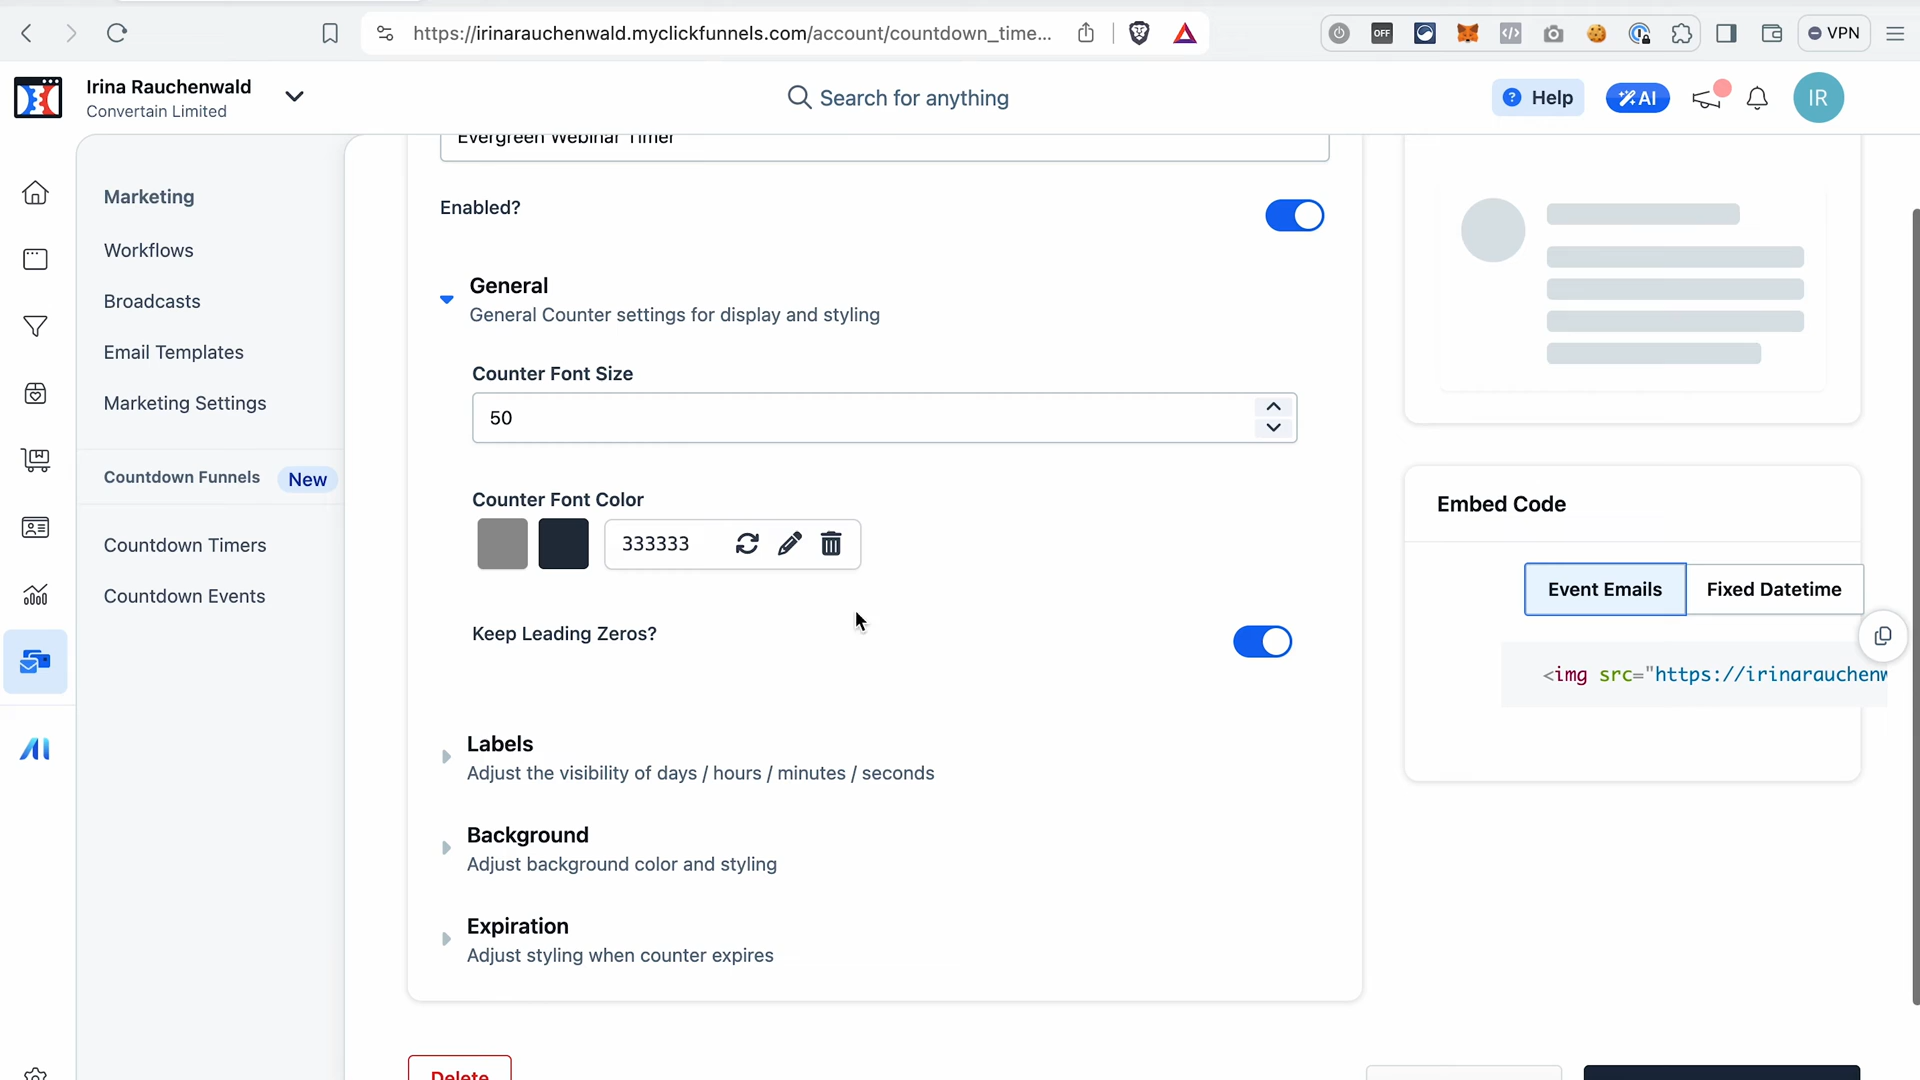 https://irinarauchenwald.myclickfunnels.com/account/countdown_time...
OFF
VPN
Irina Rauchenwald
Convertain Limited
Search for anything
Help
AI
IR
Marketing
Workflows
Broadcasts
Email Templates
Marketing Settings
Countdown Funnels New
Countdown Timers
Countdown Events
Evergreen Webinar Timer
Enabled?
General
General Counter settings for display and styling
Counter Font Size
50
Counter Font Color
333333
Keep Leading Zeros?
Labels
Adjust the visibility of days / hours / minutes / seconds
Background
Adjust background color and styling
Expiration
Adjust styling when counter expires
Delete
Embed Code
Event Emails Fixed Datetime
<img src="https://irinarauchenw